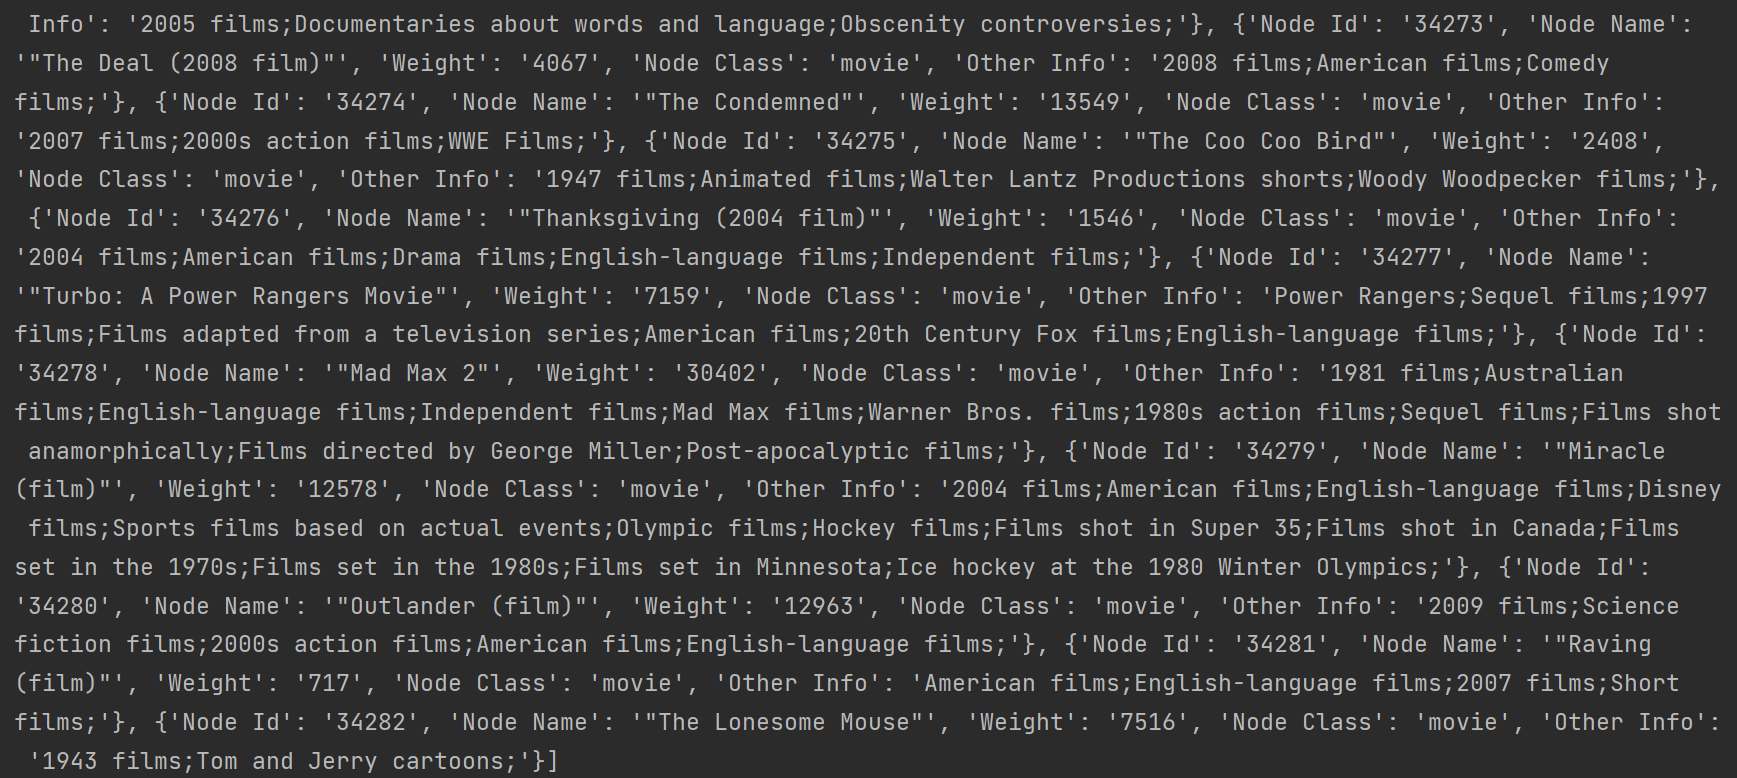 Info': '2005 films;Documentaries about words and language;Obscenity controversies;'}, {'Node Id': '34273', 'Node Name':
'"The Deal (2008 film)"', 'Weight': '4067', 'Node Class': 'movie', 'Other Info': '2008 films;American films;Comedy
films;'}, {'Node Id': '34274', 'Node Name': '"The Condemned"', 'Weight': '13549', 'Node Class': 'movie', 'Other Info':
'2007 films;2000s action films;WWE Films;'}, {'Node Id': '34275', 'Node Name': '"The Coo Coo Bird"', 'Weight': '2408',
'Node Class': 'movie', 'Other Info': '1947 films;Animated films;Walter Lantz Productions shorts;Woody Woodpecker films;'},
{'Node Id': '34276', 'Node Name': '"Thanksgiving (2004 film)"', 'Weight': '1546', 'Node Class': 'movie', 'Other Info':
'2004 films;American films;Drama films;English-language films;Independent films;'}, {'Node Id': '34277', 'Node Name':
'"Turbo: A Power Rangers Movie"', 'Weight': '7159', 'Node Class': 'movie', 'Other Info': 'Power Rangers;Sequel films;1997
films;Films adapted from a television series;American films;20th Century Fox films;English-language films;'}, {'Node Id':
'34278', 'Node Name': '"Mad Max 2"', 'Weight': '30402', 'Node Class': 'movie', 'Other Info': '1981 films;Australian
films;English-language films;Independent films;Mad Max films;Warner Bros. films;1980s action films;Sequel films;Films shot
anamorphically;Films directed by George Miller;Post-apocalyptic films;'}, {'Node Id': '34279', 'Node Name': '"Miracle
(film)"', 'Weight': '12578', 'Node Class': 'movie', 'Other Info': '2004 films;American films;English-language films;Disney
films;Sports films based on actual events;Olympic films;Hockey films;Films shot in Super 35;Films shot in Canada;Films
set in the 1970s;Films set in the 1980s;Films set in Minnesota;Ice hockey at the 1980 Winter Olympics;'}, {'Node Id':
'34280', 'Node Name': '"Outlander (film)"', 'Weight': '12963', 'Node Class': 'movie', 'Other Info': '2009 films;Science
fiction films;2000s action films;American films;English-language films;'}, {'Node Id': '34281', 'Node Name': '"Raving
(film)"', 'Weight': '717', 'Node Class': 'movie', 'Other Info': 'American films;English-language films;2007 films;Short
films;'}, {'Node Id': '34282', 'Node Name': '"The Lonesome Mouse"', 'Weight': '7516', 'Node Class': 'movie', 'Other Info':
'1943 films;Tom and Jerry cartoons;'}]